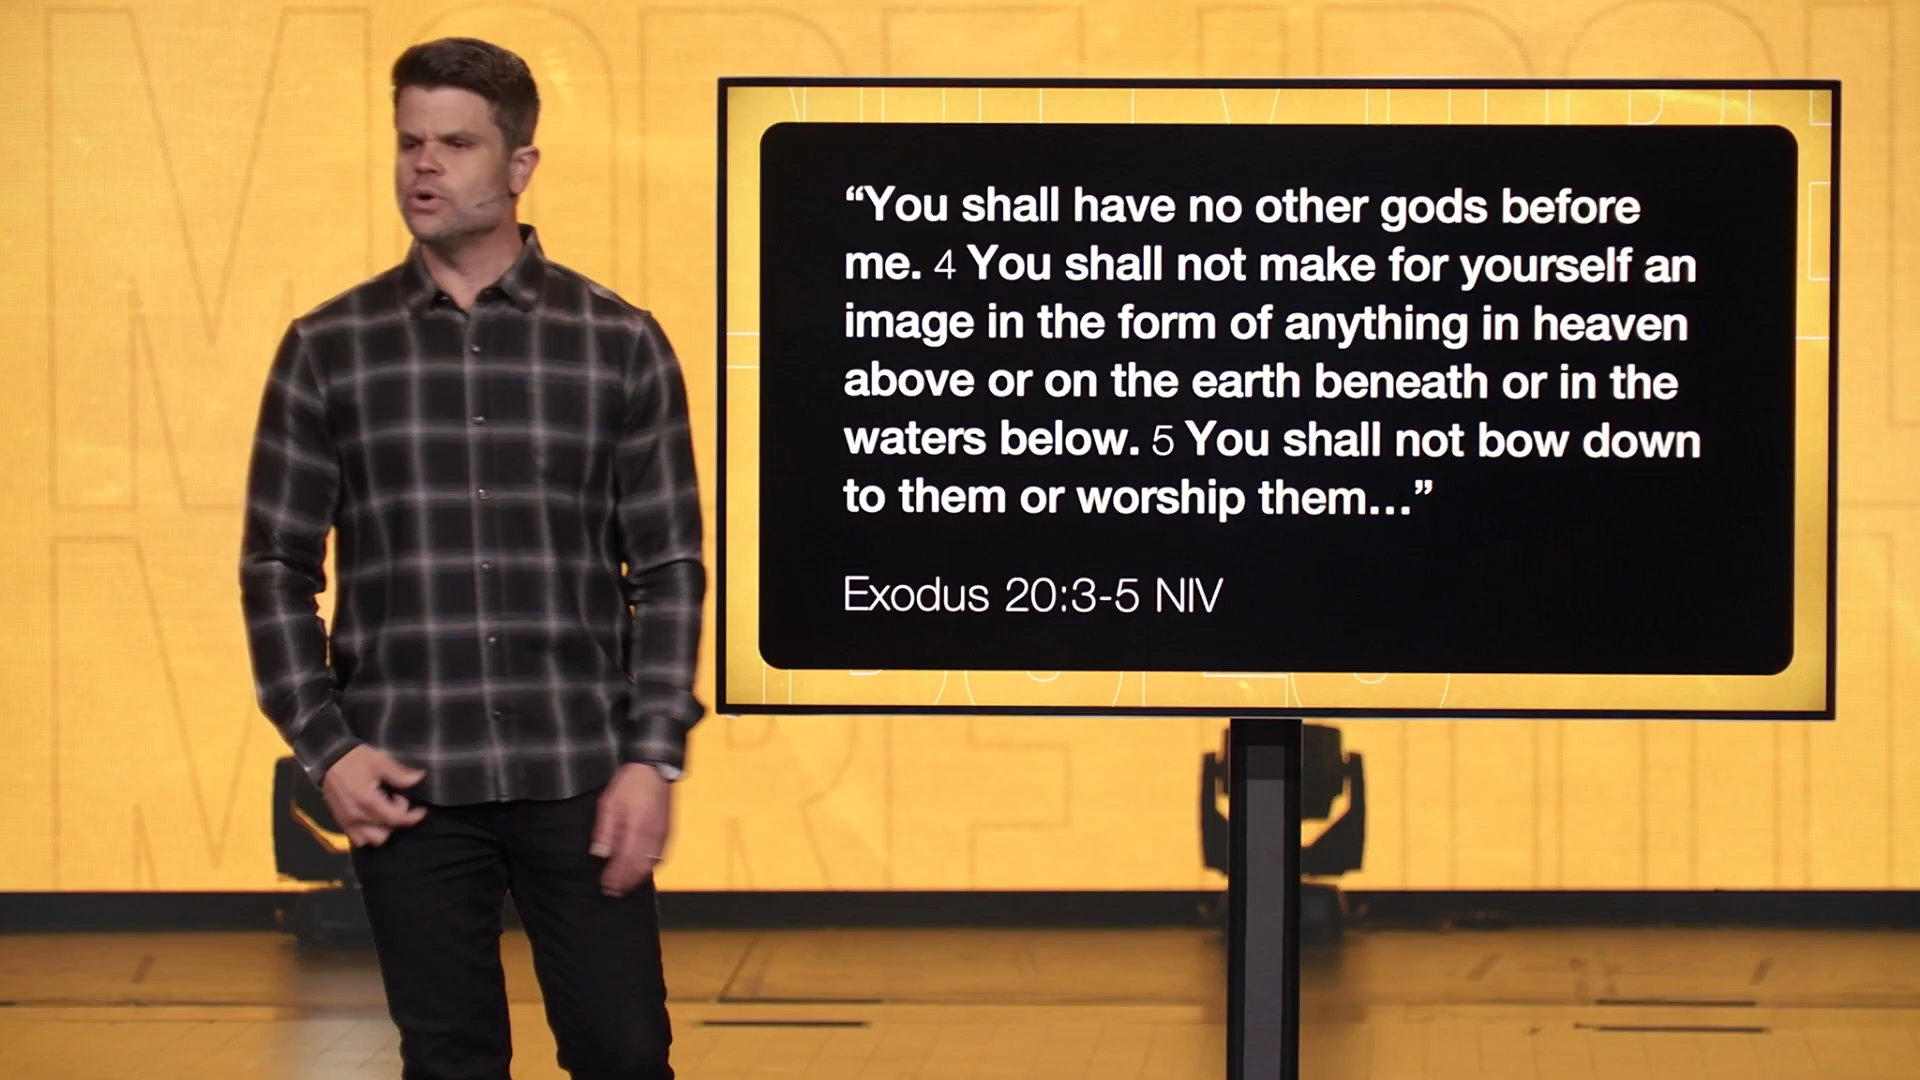 “You shall have no other gods before
me. 4 You shall not make for yourself an
image in the form of anything in heaven
above or on the earth beneath or in the
waters below. 5 You shall not bow down
to them or worship them...”
Exodus 20:3-5 NIV